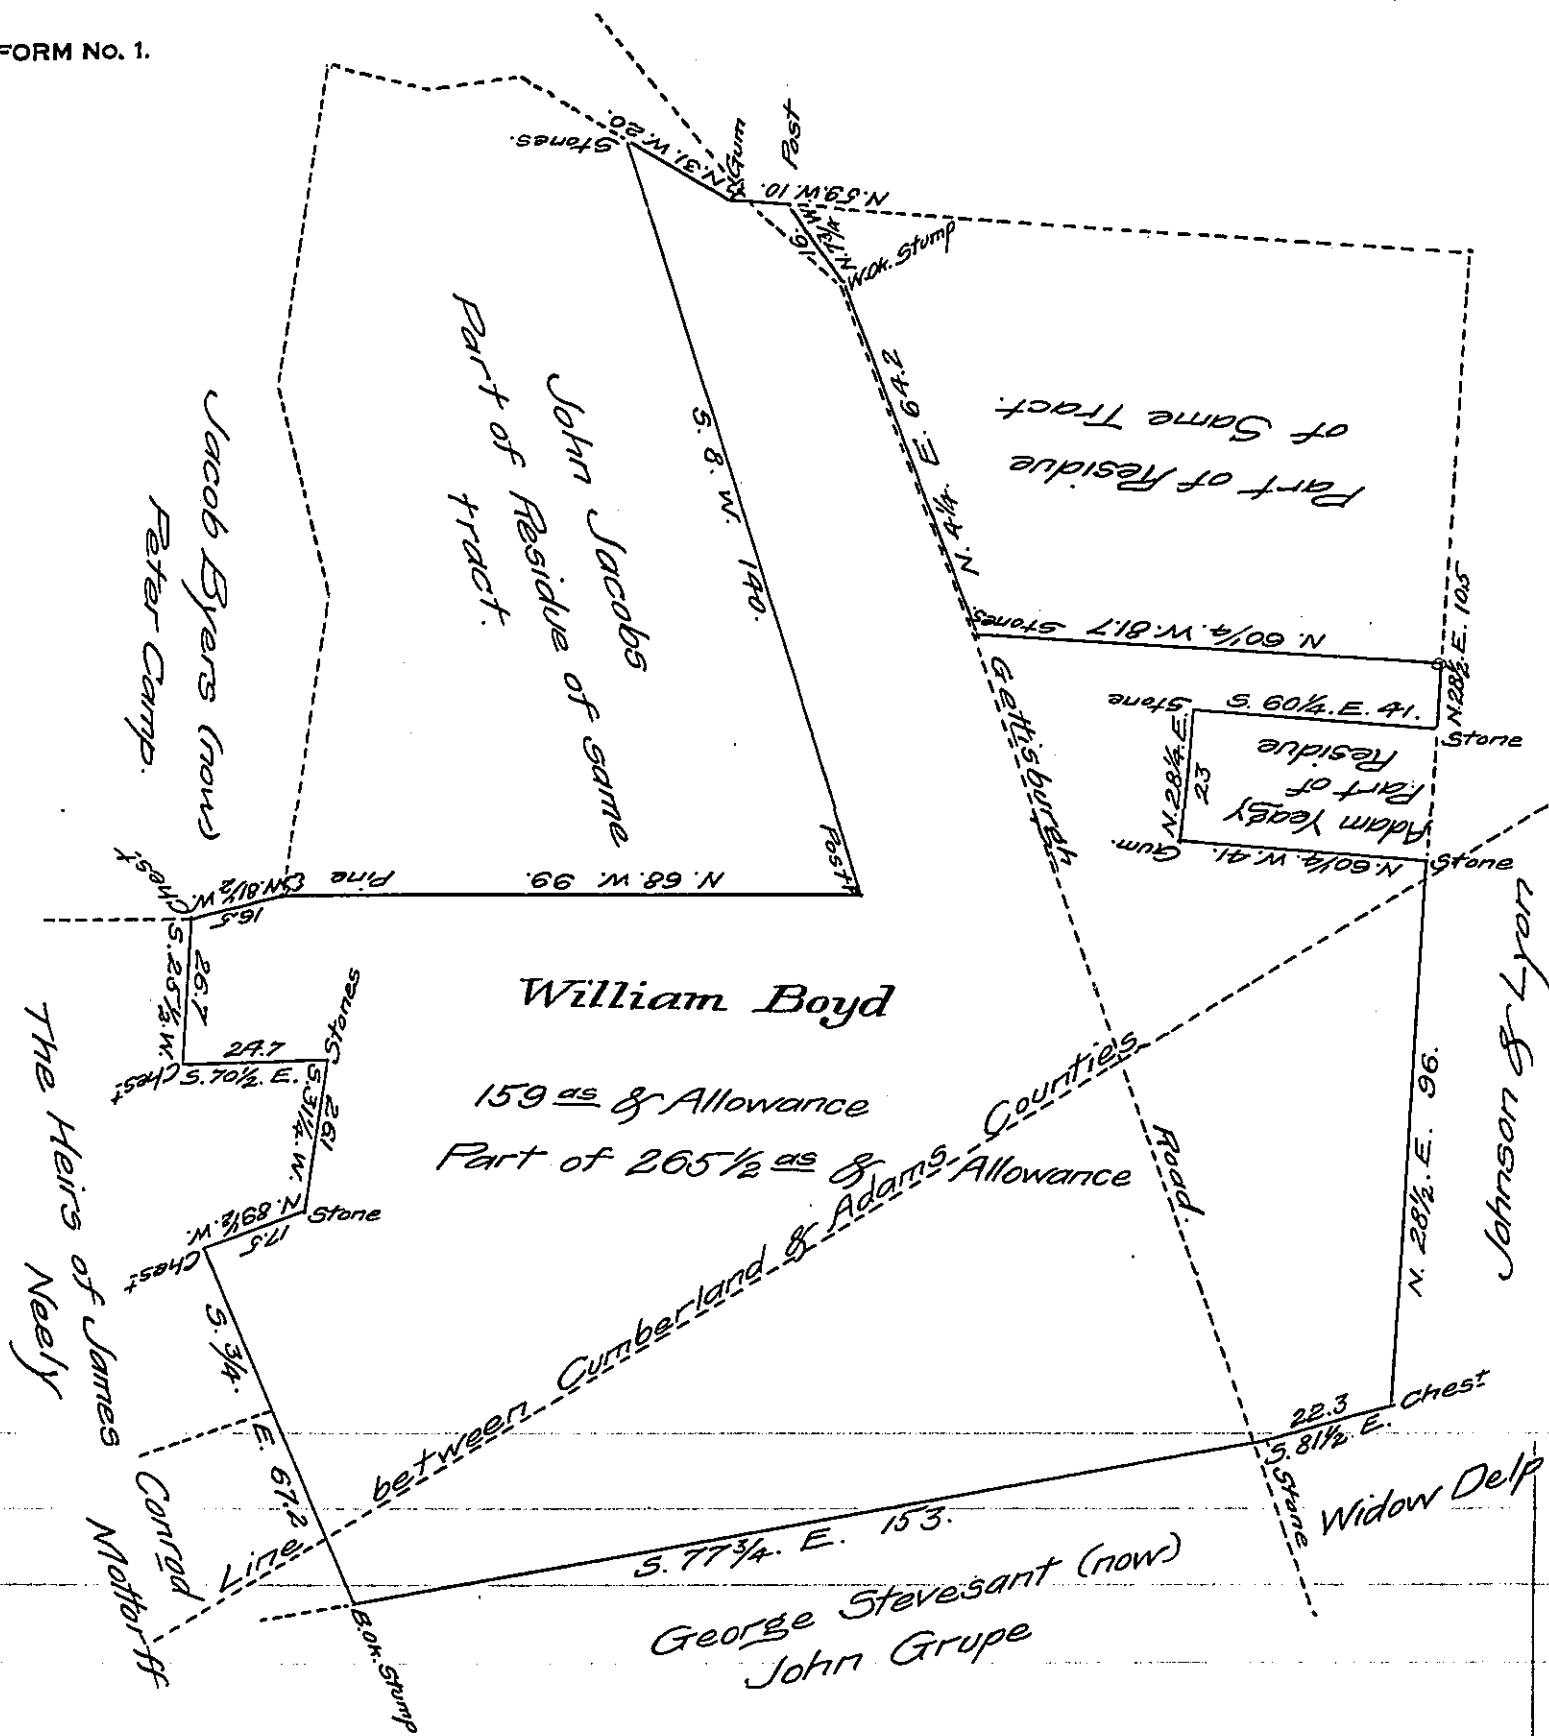 FORM No. 1.
Stones.
N. 31. W. 20.
Gum
Post
N. 59. W. 10.
N. 7¾ W.
16.
W.Ok. Stump
N. 4¼. E. 64.2
Part of Residue
of Same Tract.
John Jacobs
Part of Residue of same
tract.
S. 8. W. 140.
Jacob Byers (now)
Peter Camp.
N. 60¼. W. 81.7
Stones
N. 28½. E. 10.5
Stone
S. 60¼. E. 41.
Stone
N. 28¼. E.
23
Adam Yeagy
Part of
Residue
Gum.
N. 60¼. W. 41.
Stone
Gettisburgh
Road.
Post
N. 68. W. 99.
Pine
N. 81½ W.
16.5
Chest
S. 25½. W.
26.7
Chest
24.7
S. 70½. E.
Stones
S. 31¼. W.
26.1
Stone
N. 89½. W.
17.5
Chest
William Boyd
159 as & Allowance
Part of 265½ as & Allowance
Johnson & Lyon
N. 28½. E. 96.
Chest
22.3
S. 81½. E.
Stone
Widow Delp
Line between Cumberland & Adams Counties
The Heirs of James
Neely
S. ¾. E. 67.2
Conrad
Mottorff
B.Ok. Stump
S. 77¾. E. 153.
George Stevesant (now)
John Grupe